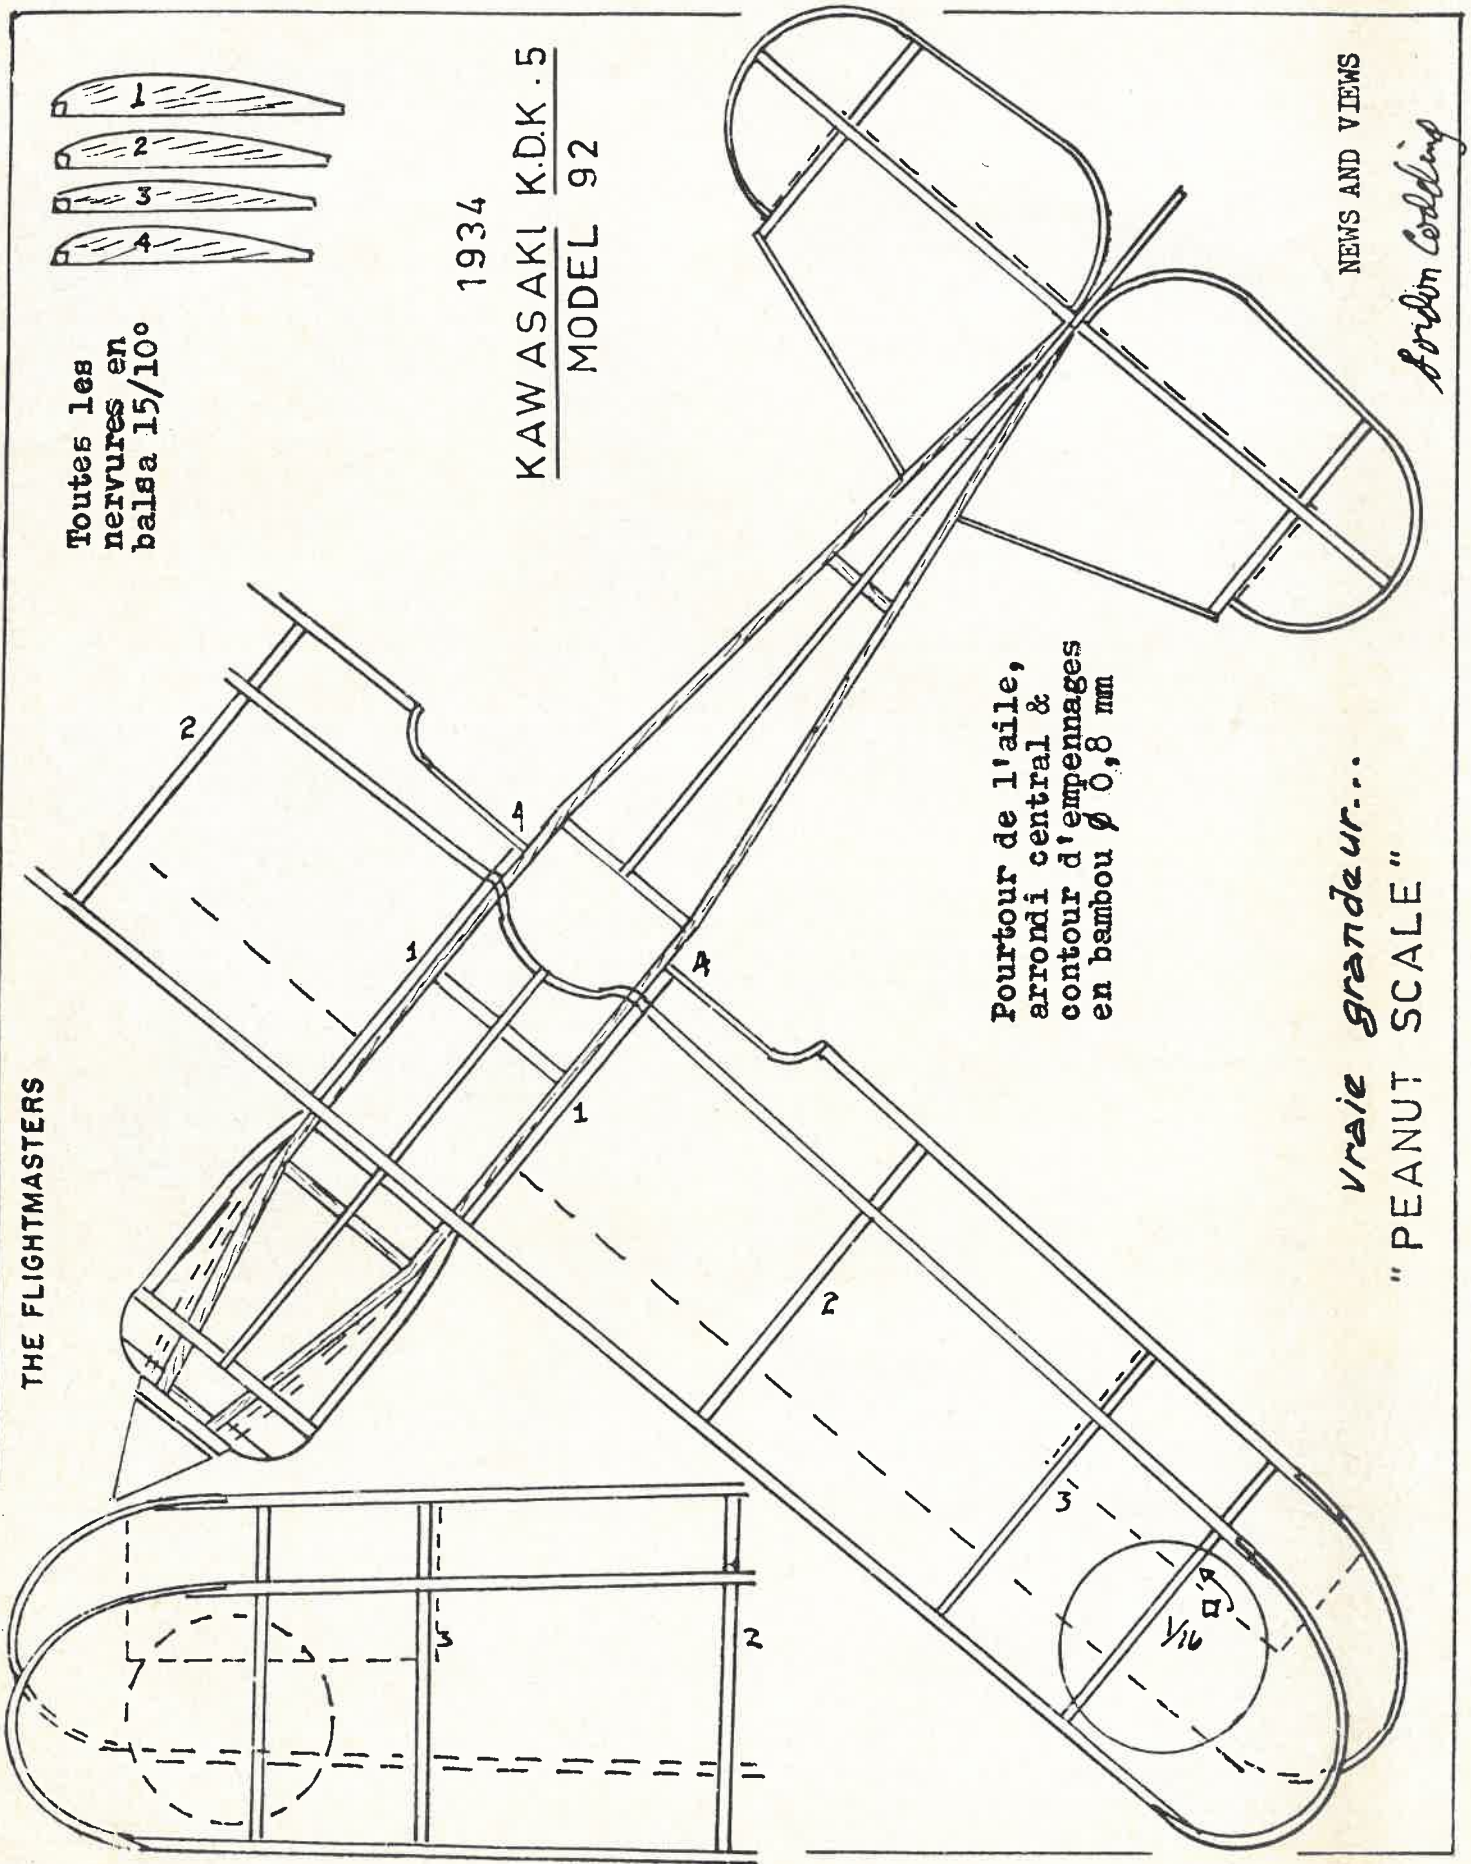 THE FLIGHTMASTERS
1
2
3
4
Toutes les
nervures en
balsa 15/10°
1934
KAWASAKI K.D.K.5
MODEL 92
2
4
1
4
1
2
3
1/16
3
2
Pourtour de l'aile,
arrondi central &
contour d'empennages
en bambou ø 0,8 mm
vraie grandeur...
"PEANUT SCALE"
NEWS AND VIEWS